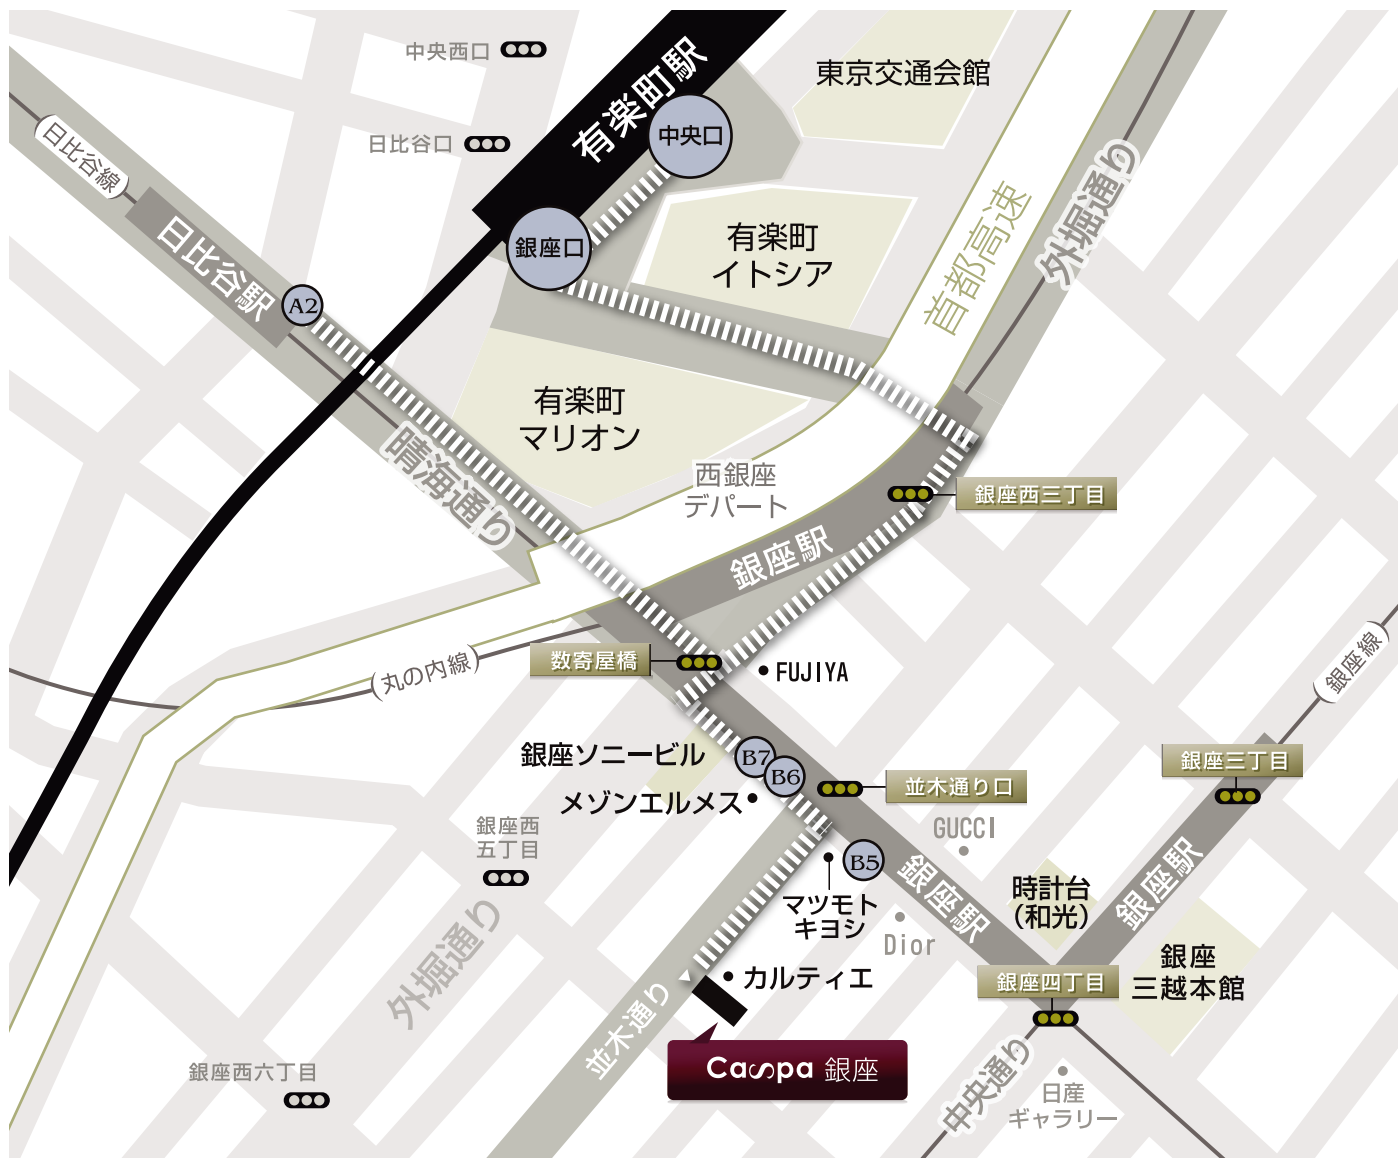 中央西口
日比谷口
有楽町駅
中央口
銀座口
東京交通会館
有楽町
イトシア
首都高速
外堀通り
日比谷線
日比谷駅
A2
晴海通り
有楽町
マリオン
西銀座
デパート
銀座駅
銀座西三丁目
数寄屋橋
FUJIYA
丸の内線
銀座線
銀座ソニービル
B7
B6
メゾンエルメス
並木通り口
GUCCI
銀座三丁目
銀座西
五丁目
B5
マツモト
キヨシ
銀座駅
Dior
時計台
(和光)
銀座駅
銀座
三越本館
銀座四丁目
外堀通り
カルティエ
並木通り
Caspa 銀座
銀座西六丁目
中央通り
日産
ギャラリー